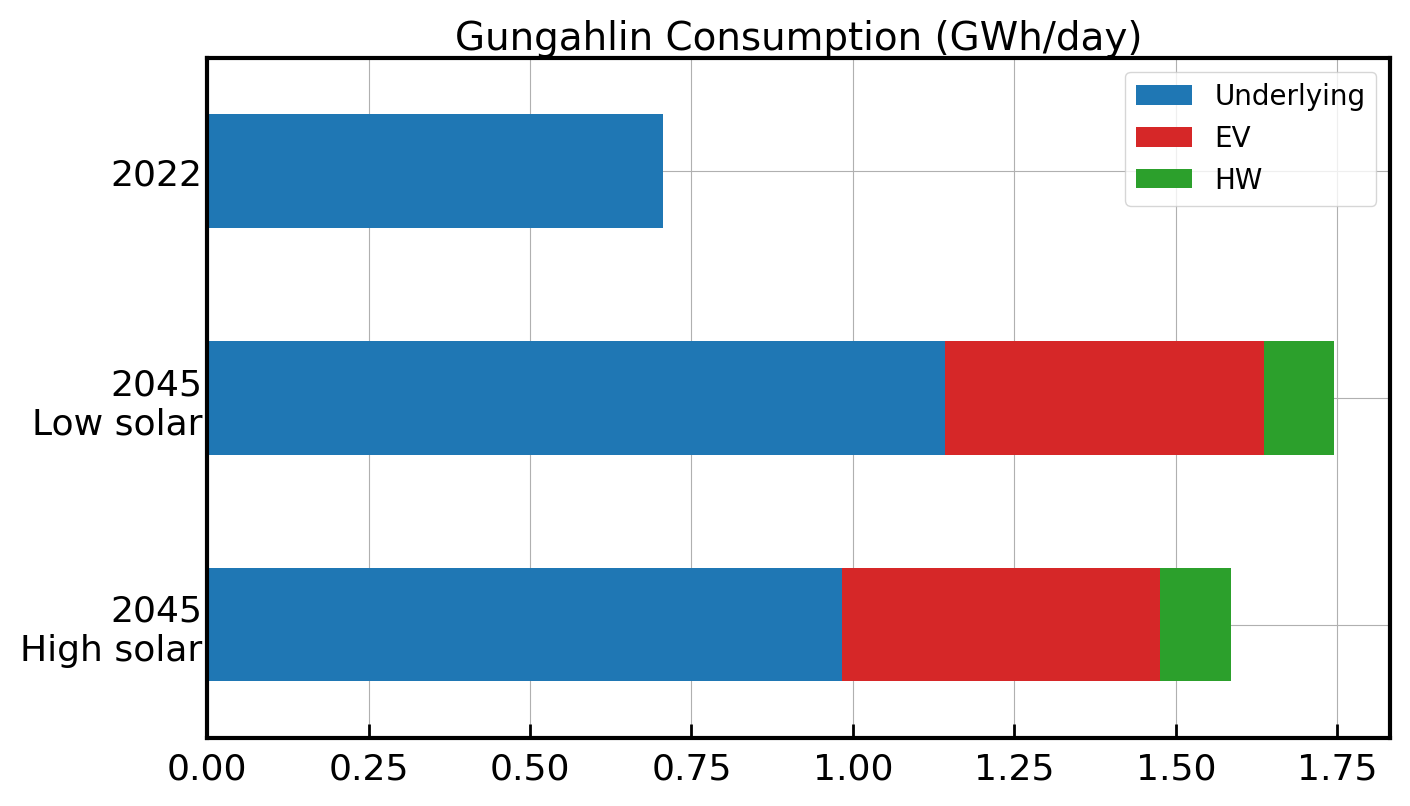 Gungahlin Consumption (GWh/day)
Underlying
EV
HW
2022
2045
Low solar
2045
High solar
0.00 0.25 0.50 0.75 1.00 1.25 1.50 1.75